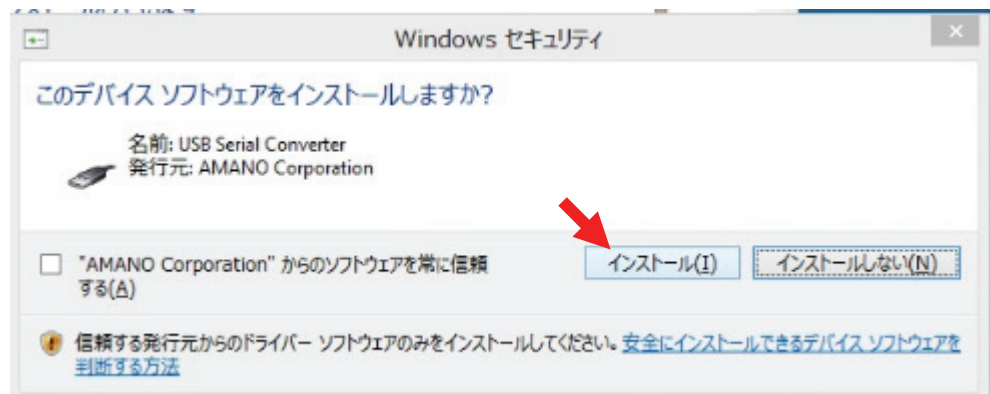 Windows セキュリティ
このデバイス ソフトウェアをインストールしますか?
名前: USB Serial Converter
発行元: AMANO Corporation
"AMANO Corporation" からのソフトウェアを常に信頼
する(A)
インストール(I)
インストールしない(N)
信頼する発行元からのドライバー ソフトウェアのみをインストールしてください。安全にインストールできるデバイス ソフトウェアを
判断する方法